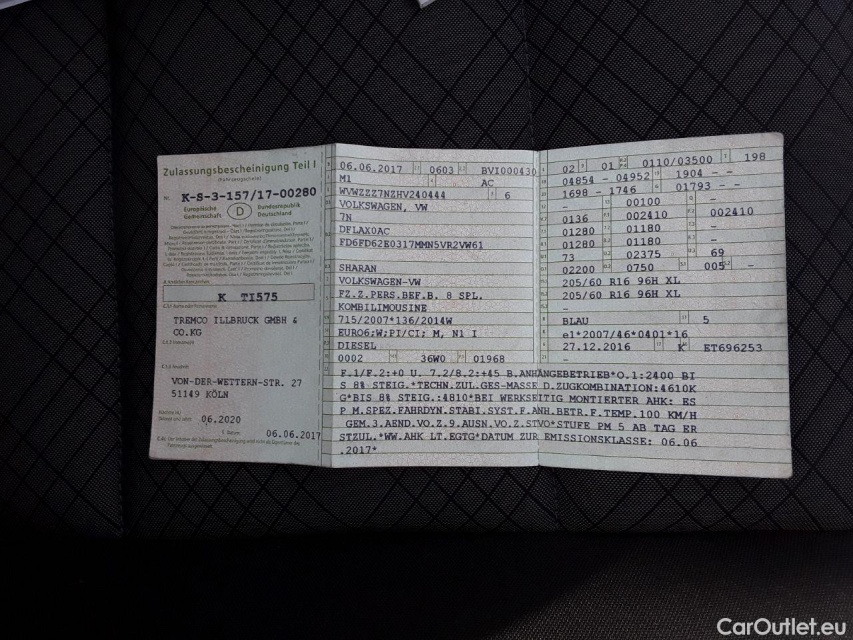 Zulassungsbescheinigung Teil I
(Fahrzeugschein)
Nr. K-S-3-157/17-00280
Europäische Gemeinschaft D Bundesrepublik Deutschland
K TI575
TREMCO ILLBRUCK GMBH &
CO.KG
VON-DER-WETTERN-STR. 27
51149 KÖLN
06.2020
06.06.2017
06.06.2017 0603 BVI000430
M1 AC
WVWZZZ7NZHV240444 6
VOLKSWAGEN, VW
7N
DFLAX0AC
FD6FD62E0317MMN5VR2VW61
SHARAN
VOLKSWAGEN-VW
FZ.Z.PERS.BEF.B. 8 SPL.
KOMBILIMOUSINE
715/2007*136/2014W
EURO6;W;PI/CI; M, N1 I
DIESEL
0002 36W0 01968
02 01 0110/03500 198
04854 - 04952 1904 - -
1698 - 1746 01793 - -
- 00100 -
0136 002410 002410
01280 01180 -
01280 01180 -
73 02375 69
02200 0750 005 -
205/60 R16 96H XL
205/60 R16 96H XL
-
BLAU 5
e1*2007/46*0401*16
27.12.2016 K ET696253
-
F.1/F.2:+0 U. 7.2/8.2:+45 B.ANHÄNGEBETRIEB*O.1:2400 BI
S 8% STEIG.*TECHN.ZUL.GES-MASSE D.ZUGKOMBINATION:4610K
G*BIS 8% STEIG.:4810*BEI WERKSEITIG MONTIERTER AHK: ES
P M.SPEZ.FAHRDYN.STABI.SYST.F.ANH.BETR.F.TEMP.100 KM/H
GEM.3.AEND.VO.Z.9.AUSN.VO.Z.STVO*STUFE PM 5 AB TAG ER
STZUL.*WW.AHK LT.EGTG*DATUM ZUR EMISSIONSKLASSE: 06.06
.2017*
CarOutlet.eu